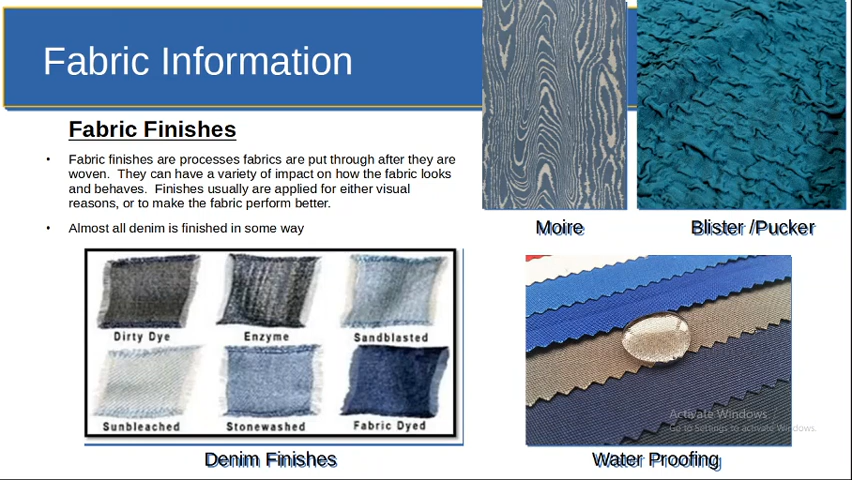 Fabric Information
Fabric Finishes
• Fabric finishes are processes fabrics are put through after they are
woven. They can have a variety of impact on how the fabric looks
and behaves. Finishes usually are applied for either visual
reasons, or to make the fabric perform better.
• Almost all denim is finished in some way
Moire
Blister /Pucker
Dirty Dye
Enzyme
Sandblasted
Sunbleached
Stonewashed
Fabric Dyed
Denim Finishes
Activate Windows
Go to Settings to activate Windows.
Water Proofing